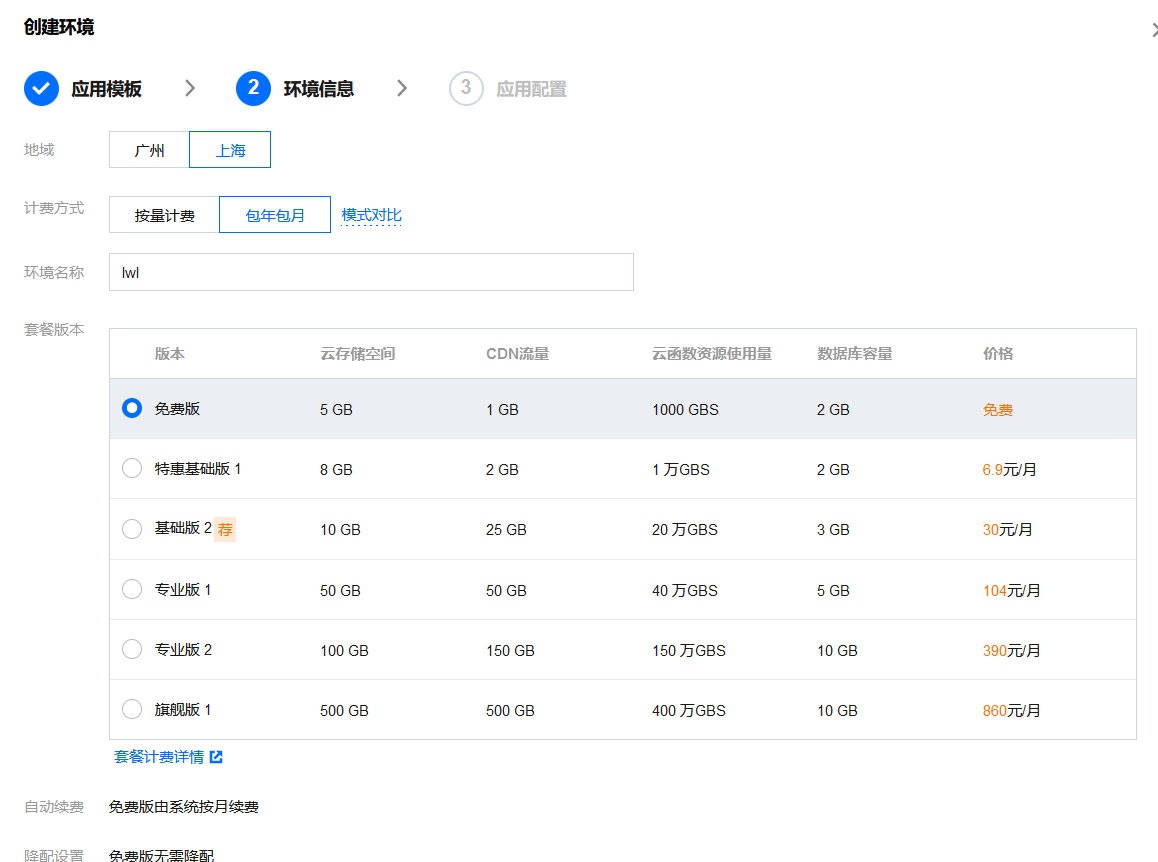 创建环境
应用模板
2 环境信息
3 应用配置
地域 广州 上海
计费方式 按量计费 包年包月 模式对比
环境名称 lwl
套餐版本
版本 云存储空间 CDN流量 云函数资源使用量 数据库容量 价格
免费版 5 GB 1 GB 1000 GBS 2 GB 免费
特惠基础版 1 8 GB 2 GB 1 万GBS 2 GB 6.9元/月
基础版 2 荐 10 GB 25 GB 20 万GBS 3 GB 30元/月
专业版 1 50 GB 50 GB 40 万GBS 5 GB 104元/月
专业版 2 100 GB 150 GB 150 万GBS 10 GB 390元/月
旗舰版 1 500 GB 500 GB 400 万GBS 10 GB 860元/月
套餐计费详情
自动续费 免费版由系统按月续费
降配设置 免费版无需降配